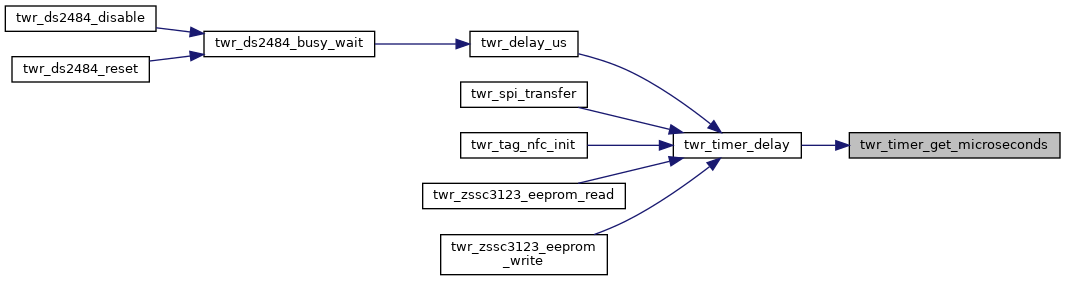 twr_ds2484_disable
twr_ds2484_reset
twr_ds2484_busy_wait
twr_delay_us
twr_spi_transfer
twr_tag_nfc_init
twr_zssc3123_eeprom_read
twr_zssc3123_eeprom
_write
twr_timer_delay
twr_timer_get_microseconds